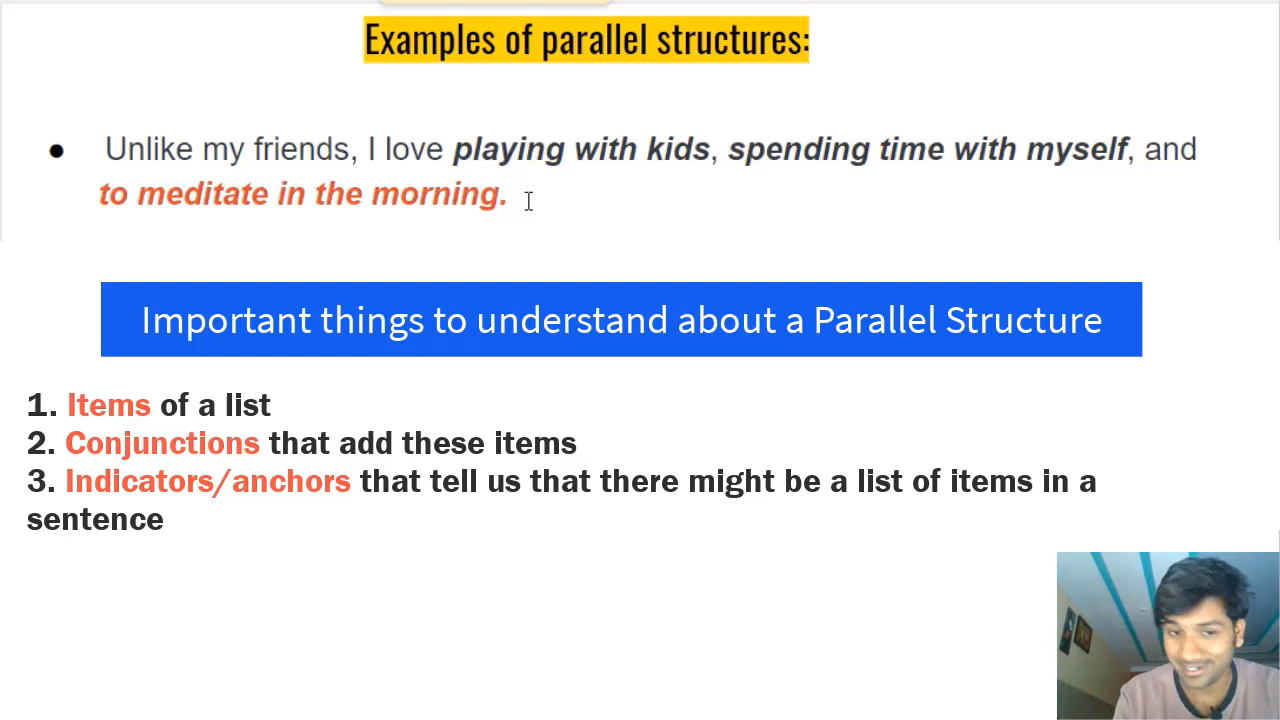 Examples of parallel structures:
● Unlike my friends, I love playing with kids, spending time with myself, and
to meditate in the morning.
Important things to understand about a Parallel Structure
1. Items of a list
2. Conjunctions that add these items
3. Indicators/anchors that tell us that there might be a list of items in a
sentence